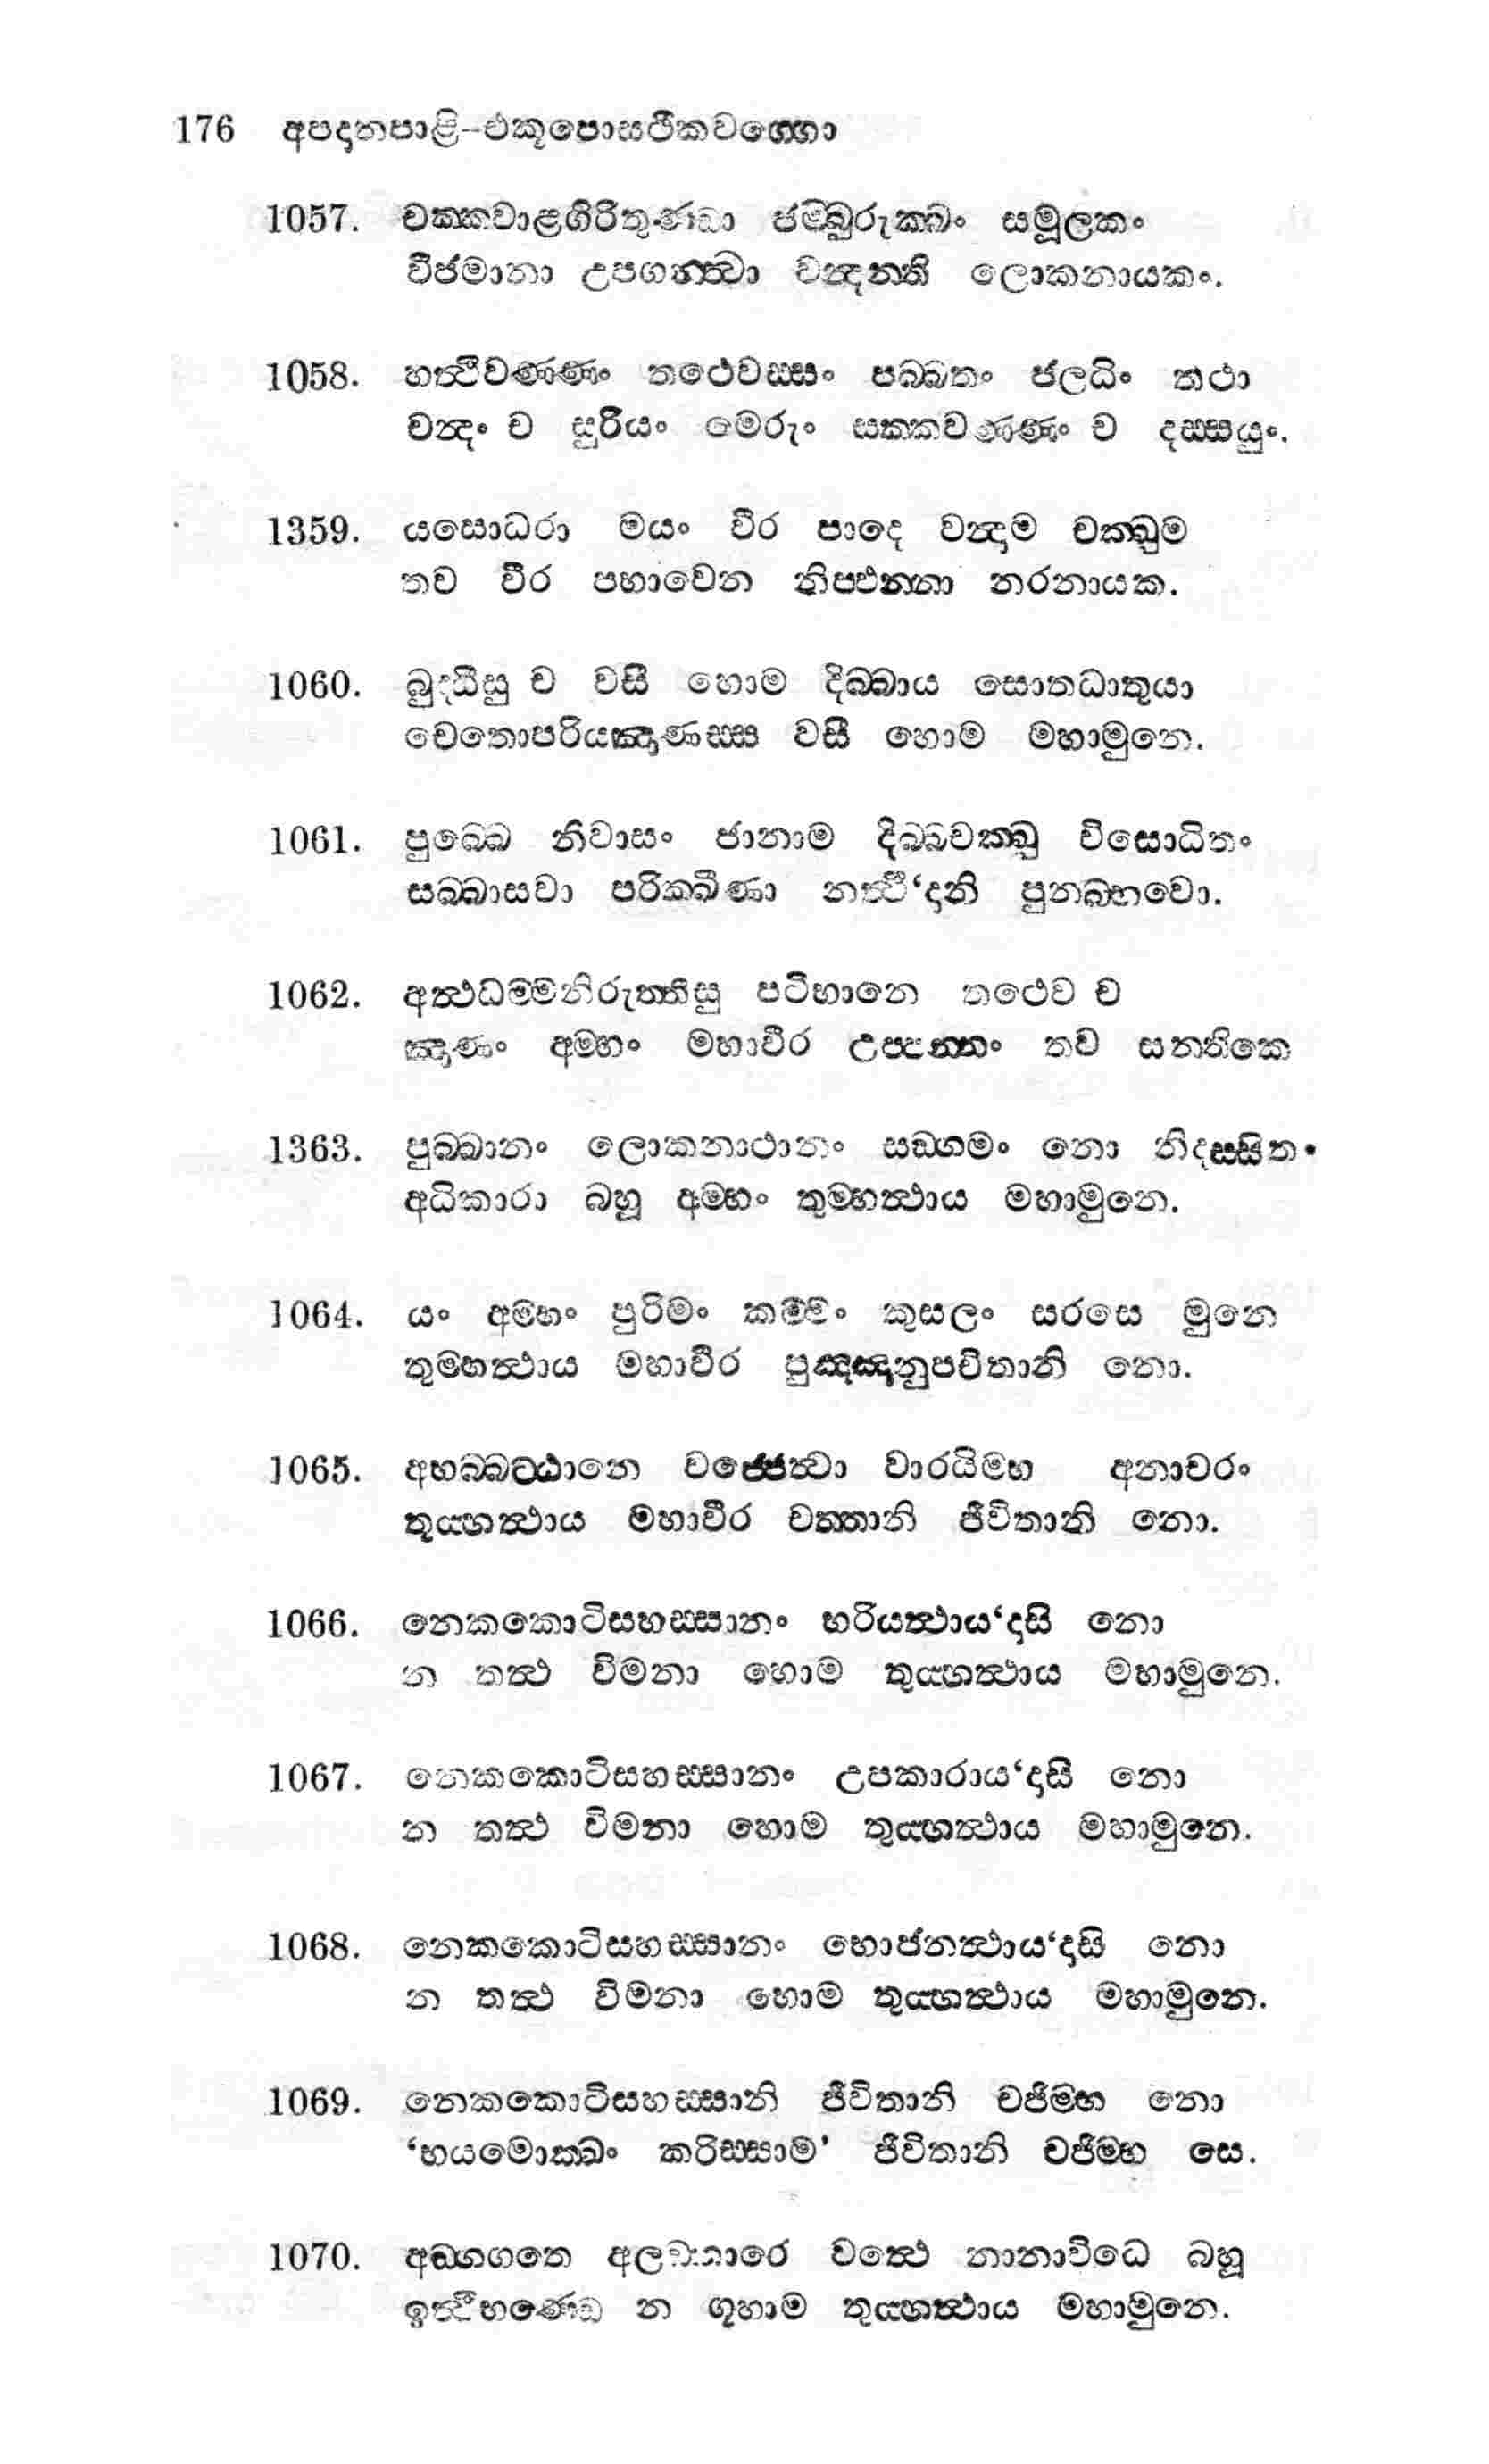 176 අපදානපාළි-එකූපොසථිකවග්ගො
1057. චක්කවාළගිරිතුණ්ඩා ජම්බුරුක්ඛං සමූලකං
වීජමානා උපගන්ත්වා වන්දන්ති ලොකනායකං.
1058. හත්ථිවණ්ණං තථෙවස්සං පබ්බතං ජලධිං තථා
චන්දං ච සුරියං මෙරුං සක්කවණ්ණං ච දස්සයුං.
1359. යසොධරා මයං වීර පාදෙ වන්දාම චක්ඛුම
තව වීර පභාවෙන නිප්ඵන්නා නරනායක.
1060. ඉද්ධීසු ච වසී හොම දිබ්බාය සොතධාතුයා
චෙතොපරියඤාණස්ස වසී හොම මහාමුනෙ.
1061. පුබ්බෙ නිවාසං ජානාම දිබ්බචක්ඛු විසොධිතං
සබ්බාසවා පරික්ඛීණා නත්ථි‘දානි පුනබ්භවො.
1062. අත්ථධම්මනිරුත්තීසු පටිභානෙ තථෙව ච
ඤාණං අම්හං මහාවීර උප්පන්නං තව සන්තිකෙ
1363. පුබ්බානං ලොකනාථානං සඞ්ගමං නො නිදස්සිතං
අධිකාරා බහූ අම්හං තුම්හත්ථාය මහාමුනෙ.
1064. යං අම්හං පුරිමං කම්මං කුසලං සරසෙ මුනෙ
තුම්හත්ථාය මහාවීර පුඤ්ඤානුපචිතානි නො.
1065. අභබ්බට්ඨානෙ වජ්ජෙත්වා වාරයිම්හ අනාචරං
තුය්හත්ථාය මහාවීර චත්තානි ජීවිතානි නො.
1066. නෙකකොටිසහස්සානං භරියත්ථාය‘දාසි නො
න තත්ථ විමනා හොම තුය්හත්ථාය මහාමුනෙ.
1067. නෙකකොටිසහස්සානං උපකාරාය‘දාසි නො
න තත්ථ විමනා හොම තුය්හත්ථාය මහාමුනෙ.
1068. නෙකකොටිසහස්සානං භොජනත්ථාය‘දාසි නො
න තත්ථ විමනා හොම තුය්හත්ථාය මහාමුනෙ.
1069. නෙකකොටිසහස්සානි ජීවිතානි චජිම්හ නො
‘භයමොක්ඛං කරිස්සාම’ ජීවිතානි චජිම්හ සෙ.
1070. අඞ්ගගතෙ අලඞ්කාරෙ වත්ථෙ නානාවිධෙ බහූ
ඉත්ථිභණ්ඩෙ න ගූහාම තුය්හත්ථාය මහාමුනෙ.